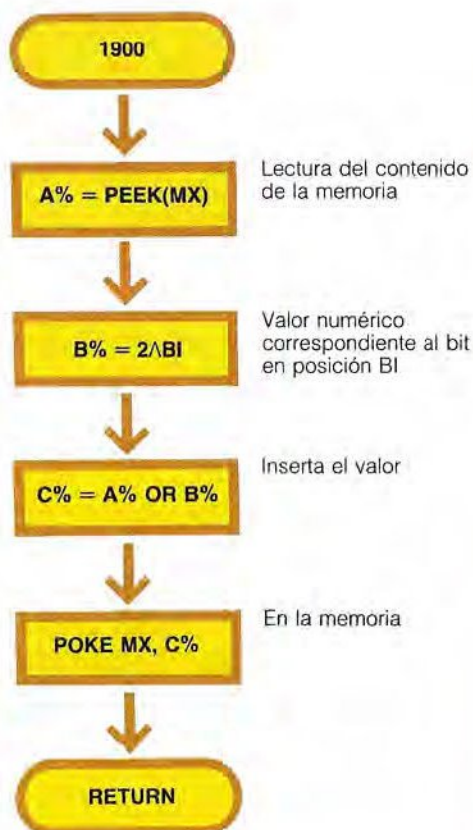 1900
A% = PEEK(MX)
Lectura del contenido
de la memoria
B% = 2∧BI
Valor numérico
correspondiente al bit
en posición BI
C% = A% OR B%
Inserta el valor
POKE MX, C%
En la memoria
RETURN